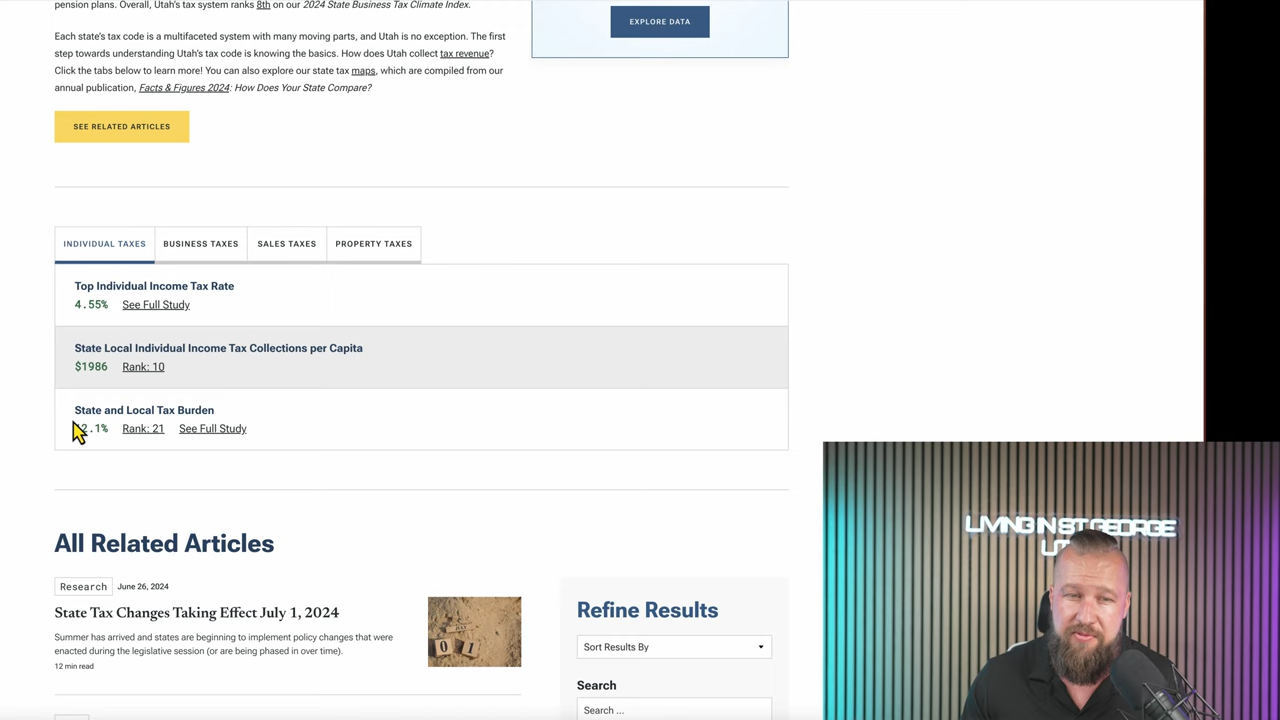 pension plans. Overall, Utah's tax system ranks 8th on our 2024 State Business Tax Climate Index.
EXPLORE DATA
Each state's tax code is a multifaceted system with many moving parts, and Utah is no exception. The first
step towards understanding Utah's tax code is knowing the basics. How does Utah collect tax revenue?
Click the tabs below to learn more! You can also explore our state tax maps, which are compiled from our
annual publication, Facts & Figures 2024: How Does Your State Compare?
SEE RELATED ARTICLES
INDIVIDUAL TAXES BUSINESS TAXES SALES TAXES PROPERTY TAXES
Top Individual Income Tax Rate
4.55% See Full Study
State Local Individual Income Tax Collections per Capita
$1986 Rank: 10
State and Local Tax Burden
2.1% Rank: 21 See Full Study
All Related Articles
Research June 26, 2024
State Tax Changes Taking Effect July 1, 2024
Summer has arrived and states are beginning to implement policy changes that were
enacted during the legislative session (or are being phased in over time).
12 min read
Refine Results
Sort Results By
Search
Search ...
LIVING IN ST GEORGE